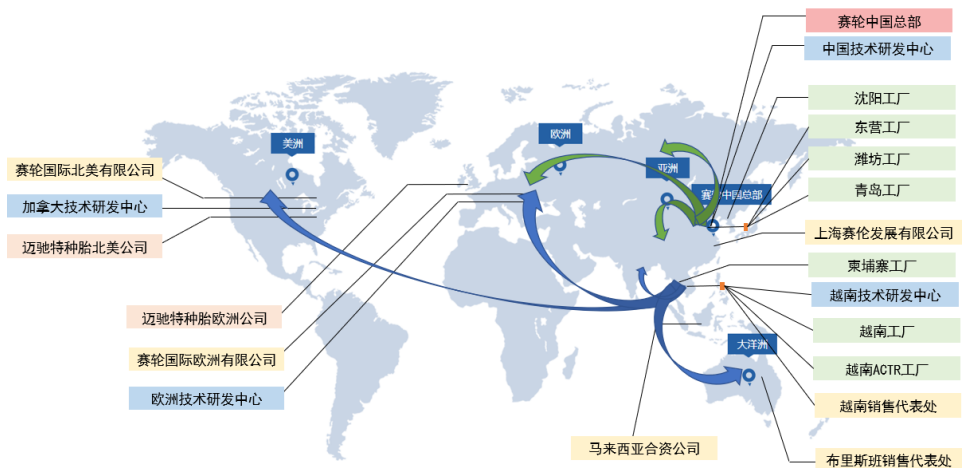 赛轮中国总部
中国技术研发中心
沈阳工厂
东营工厂
潍坊工厂
青岛工厂
上海赛伦发展有限公司
柬埔寨工厂
越南技术研发中心
越南工厂
越南ACTR工厂
越南销售代表处
布里斯班销售代表处
美洲
欧洲
亚洲
赛轮中国总部
大洋洲
赛轮国际北美有限公司
加拿大技术研发中心
迈驰特种胎北美公司
迈驰特种胎欧洲公司
赛轮国际欧洲有限公司
欧洲技术研发中心
马来西亚合资公司